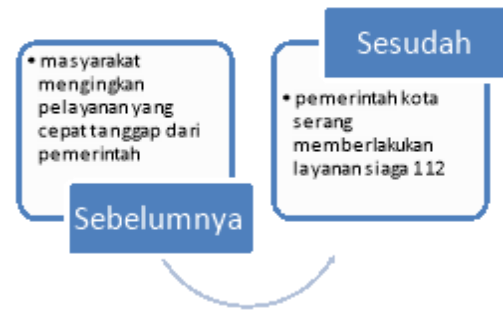 • masyarakat
mengingkan
pelayanan yang
cepat tanggap dari
pemerintah
Sebelumnya
Sesudah
• pemerintah kota
serang
memberlakukan
layanan siaga 112